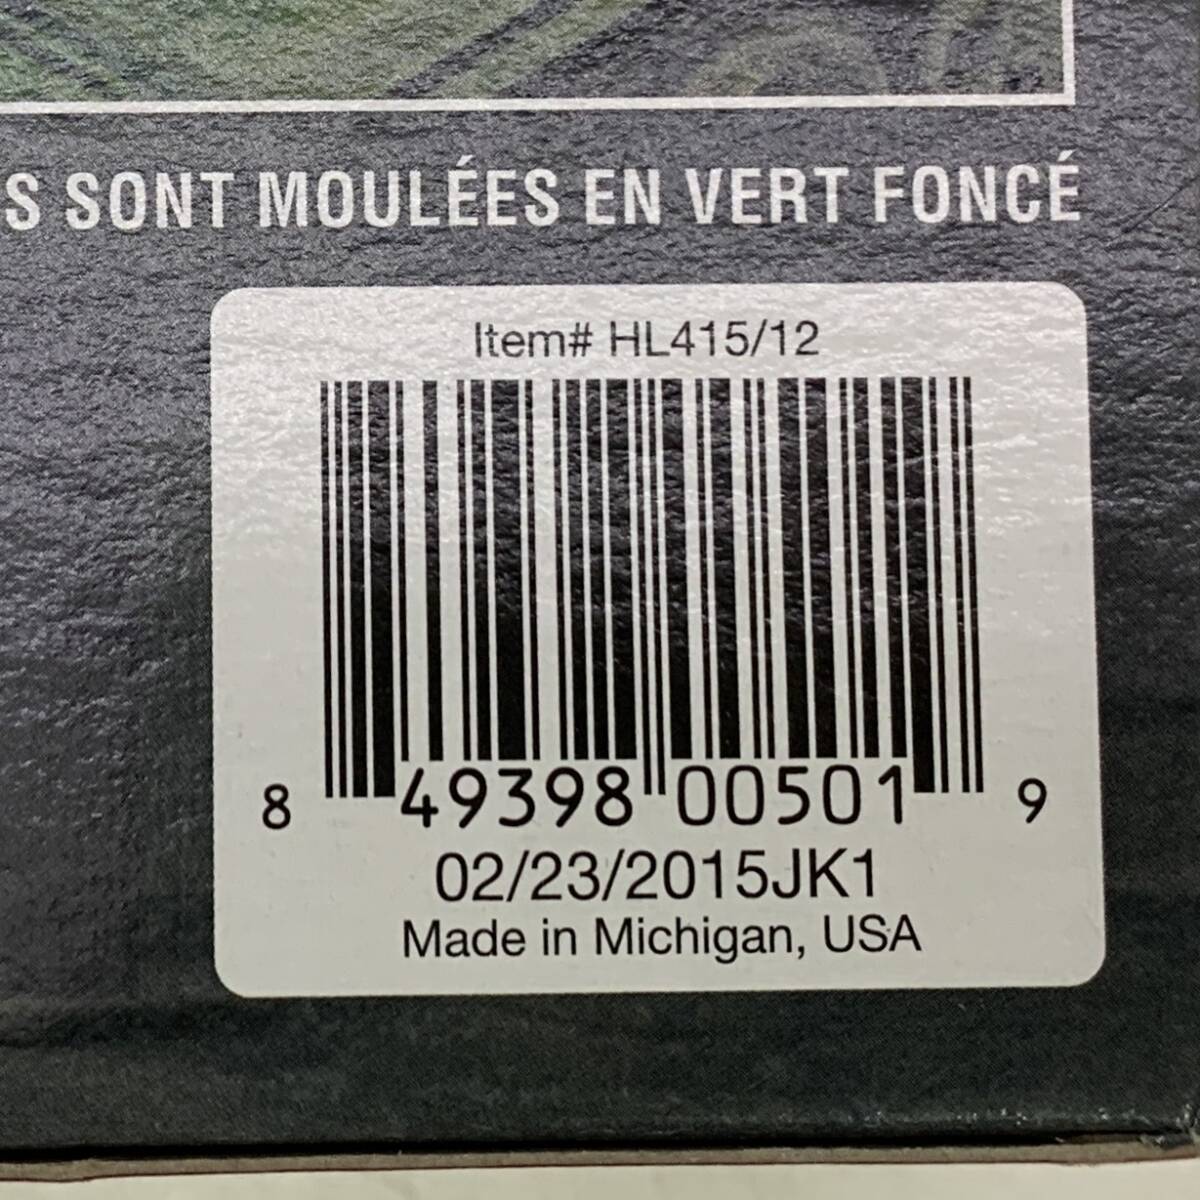 S SONT MOULÉES EN VERT FONCÉ
Item# HL415/12
8 49398 00501 9
02/23/2015JK1
Made in Michigan, USA